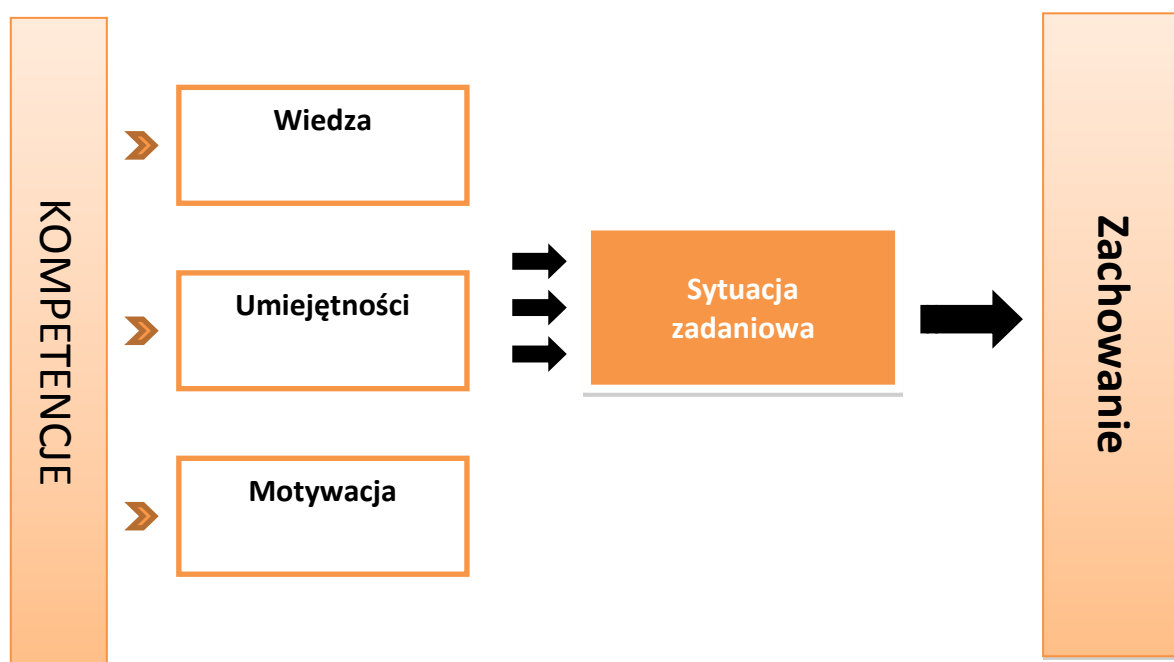 KOMPETENCJE
Wiedza
Umiejętności
Motywacja
Sytuacja
zadaniowa
Zachowanie